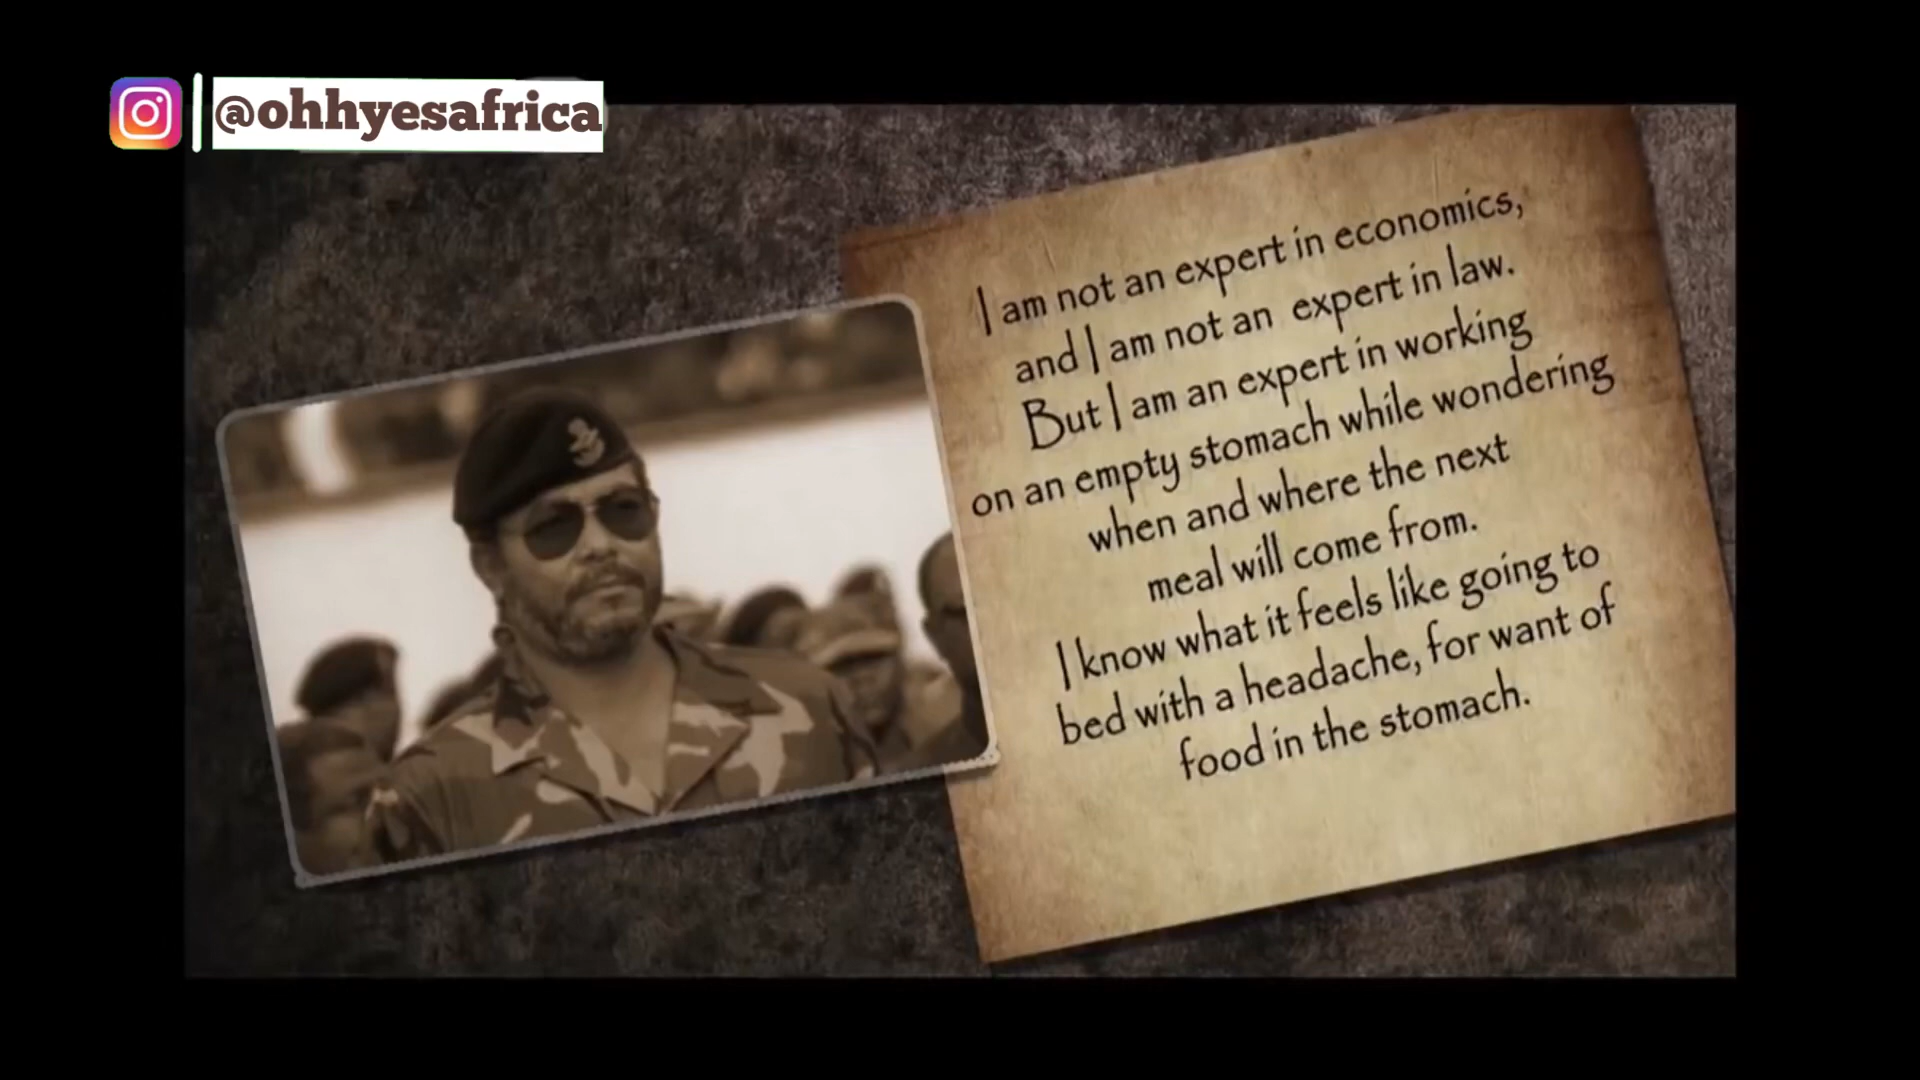 @ohhyesafrica
I am not an expert in economics,
and I am not an expert in law.
But I am an expert in working
on an empty stomach while wondering
when and where the next
meal will come from.
I know what it feels like going to
bed with a headache, for want of
food in the stomach.